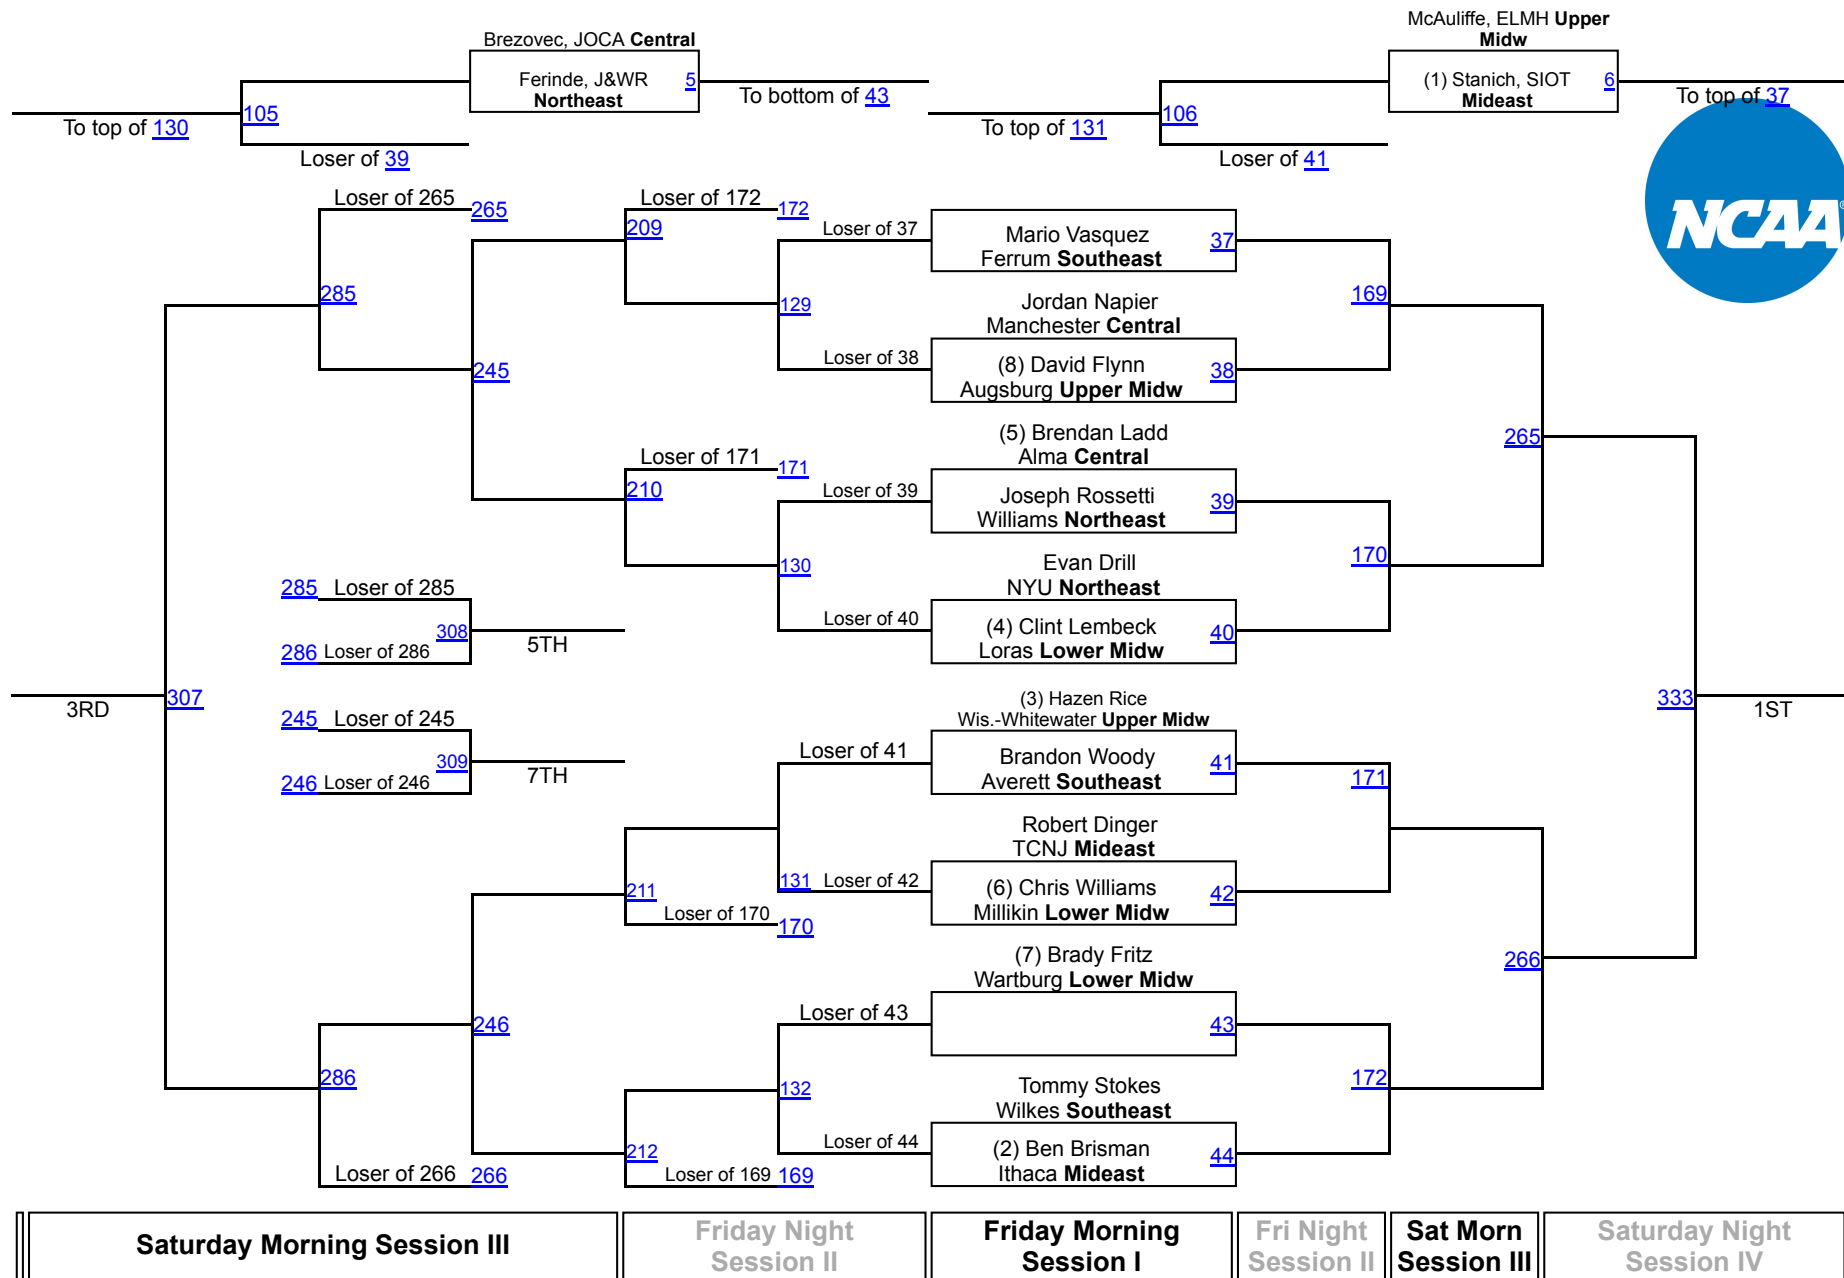 Brezovec, JOCA Central
Ferinde, J&WR 5
Northeast
To bottom of 43
105
To top of 130
Loser of 39
McAuliffe, ELMH Upper
Midw
(1) Stanich, SIOT 6
Mideast
To top of 37
106
To top of 131
Loser of 41
NCAA®
Loser of 265 265
Loser of 172 172
209
Loser of 37
Mario Vasquez 37
Ferrum Southeast
285
129
Jordan Napier
Manchester Central
169
Loser of 38
(8) David Flynn 38
Augsburg Upper Midw
245
(5) Brendan Ladd
Alma Central
265
Loser of 171 171
210
Loser of 39
Joseph Rossetti 39
Williams Northeast
130
Evan Drill
NYU Northeast
170
285 Loser of 285
308
5TH
286 Loser of 286
Loser of 40
(4) Clint Lembeck 40
Loras Lower Midw
3RD
307
(3) Hazen Rice
Wis.-Whitewater Upper Midw
333
1ST
245 Loser of 245
309
7TH
246 Loser of 246
Loser of 41
Brandon Woody 41
Averett Southeast
171
Robert Dinger
TCNJ Mideast
211
131
Loser of 42
(6) Chris Williams 42
Millikin Lower Midw
Loser of 170 170
(7) Brady Fritz
Wartburg Lower Midw
266
246
Loser of 43
43
286
132
Tommy Stokes
Wilkes Southeast
172
212
Loser of 44
(2) Ben Brisman 44
Ithaca Mideast
Loser of 266 266
Loser of 169 169
Saturday Morning Session III
Friday Night
Session II
Friday Morning
Session I
Fri Night
Session II
Sat Morn
Session III
Saturday Night
Session IV